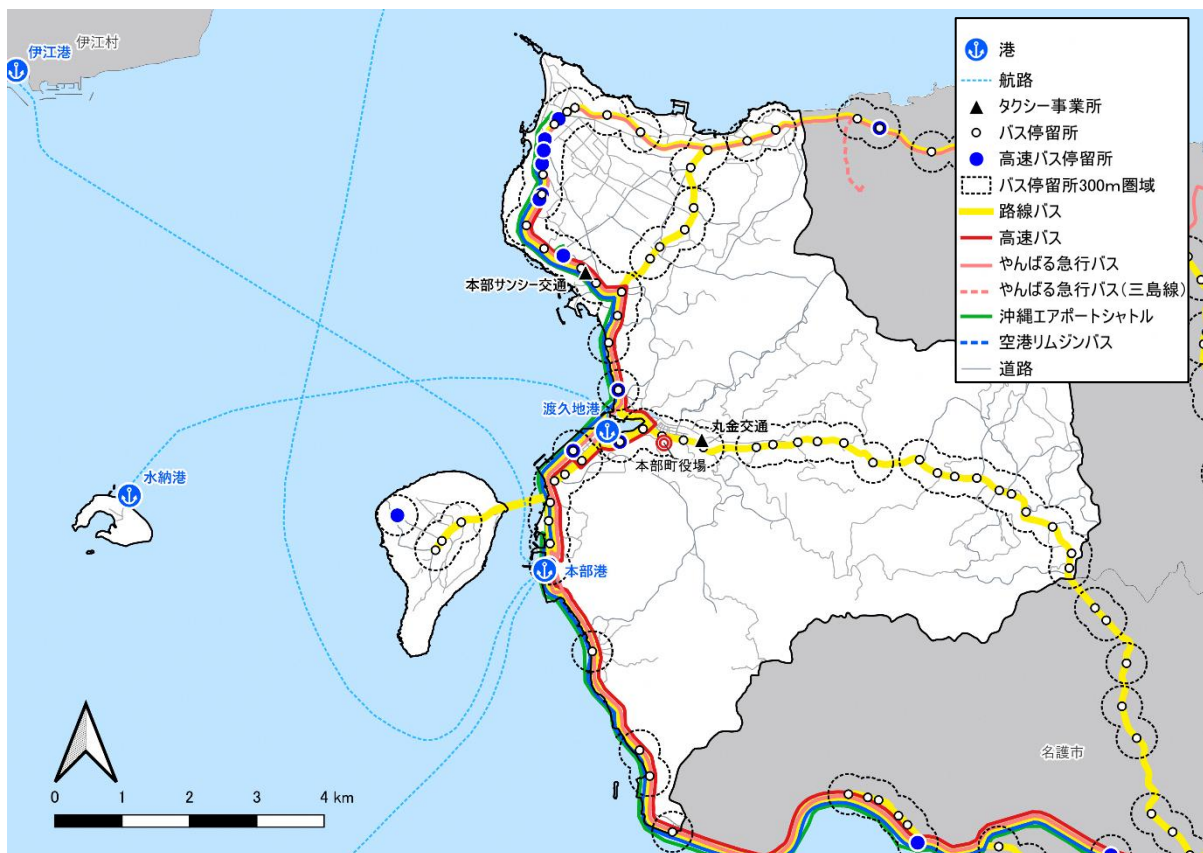 伊江港
伊江村
港
航路
タクシー事業所
バス停留所
高速バス停留所
バス停留所300m圏域
路線バス
高速バス
やんばる急行バス
やんばる急行バス(三島線)
沖縄エアポートシャトル
空港リムジンバス
道路
本部サンシー交通
渡久地港
丸金交通
本部町役場
水納港
本部港
名護市
0 1 2 3 4 km